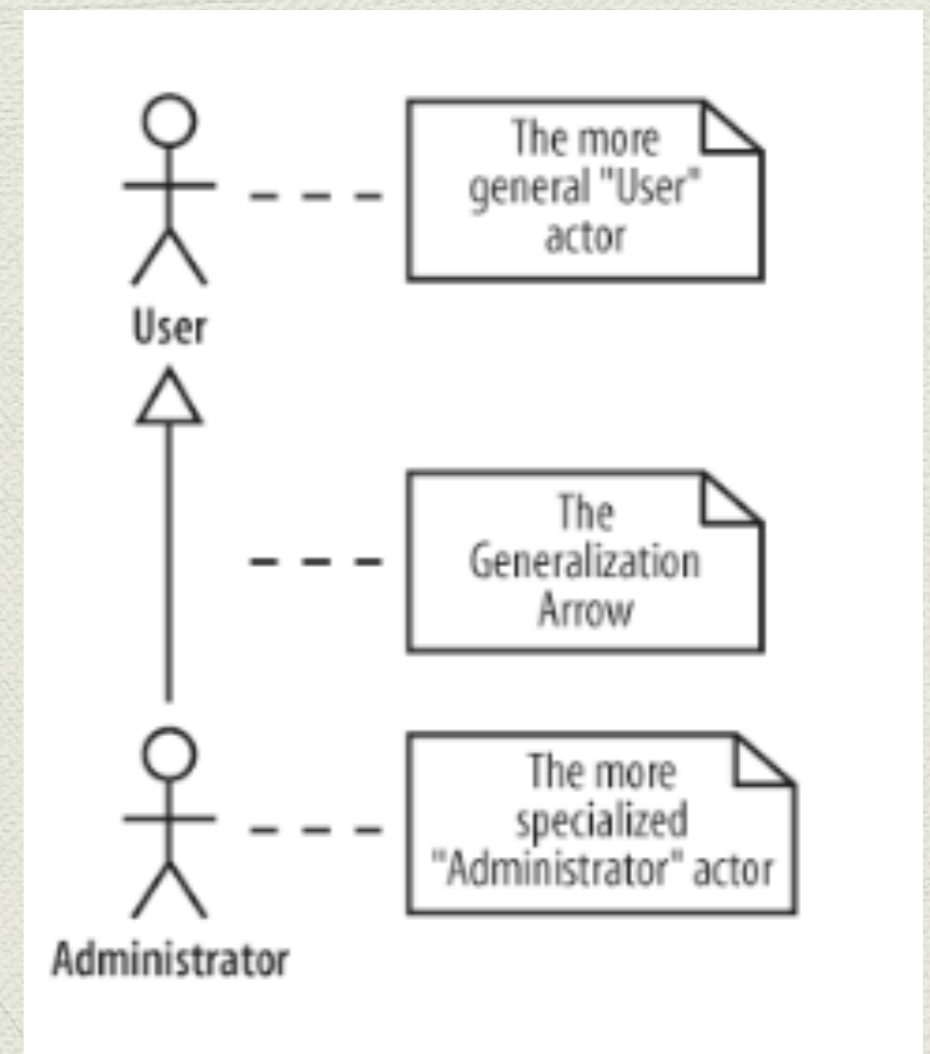 The more
general "User"
actor
User
The
Generalization
Arrow
The more
specialized
"Administrator" actor
Administrator